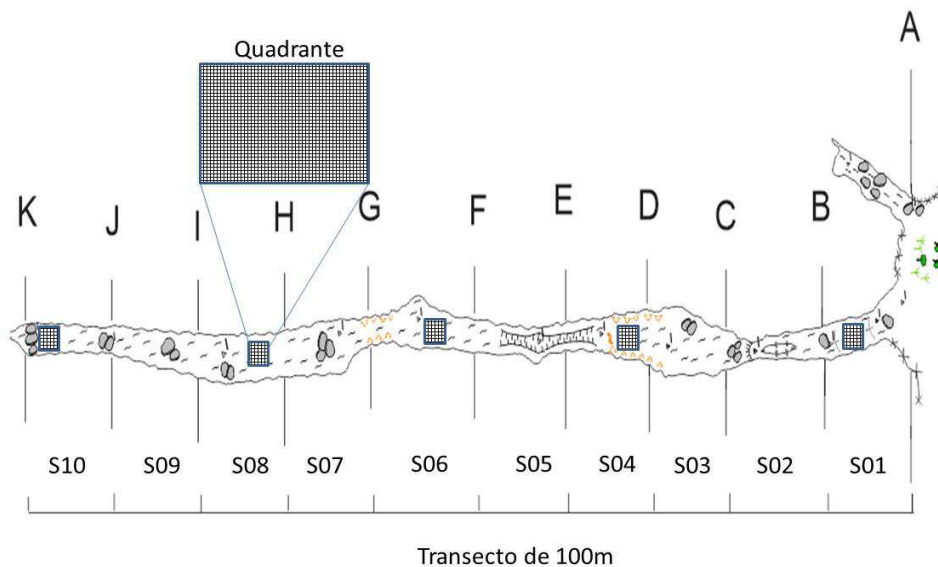 Quadrante
A
K J I H G F E D C B
S10 S09 S08 S07 S06 S05 S04 S03 S02 S01
Transecto de 100m